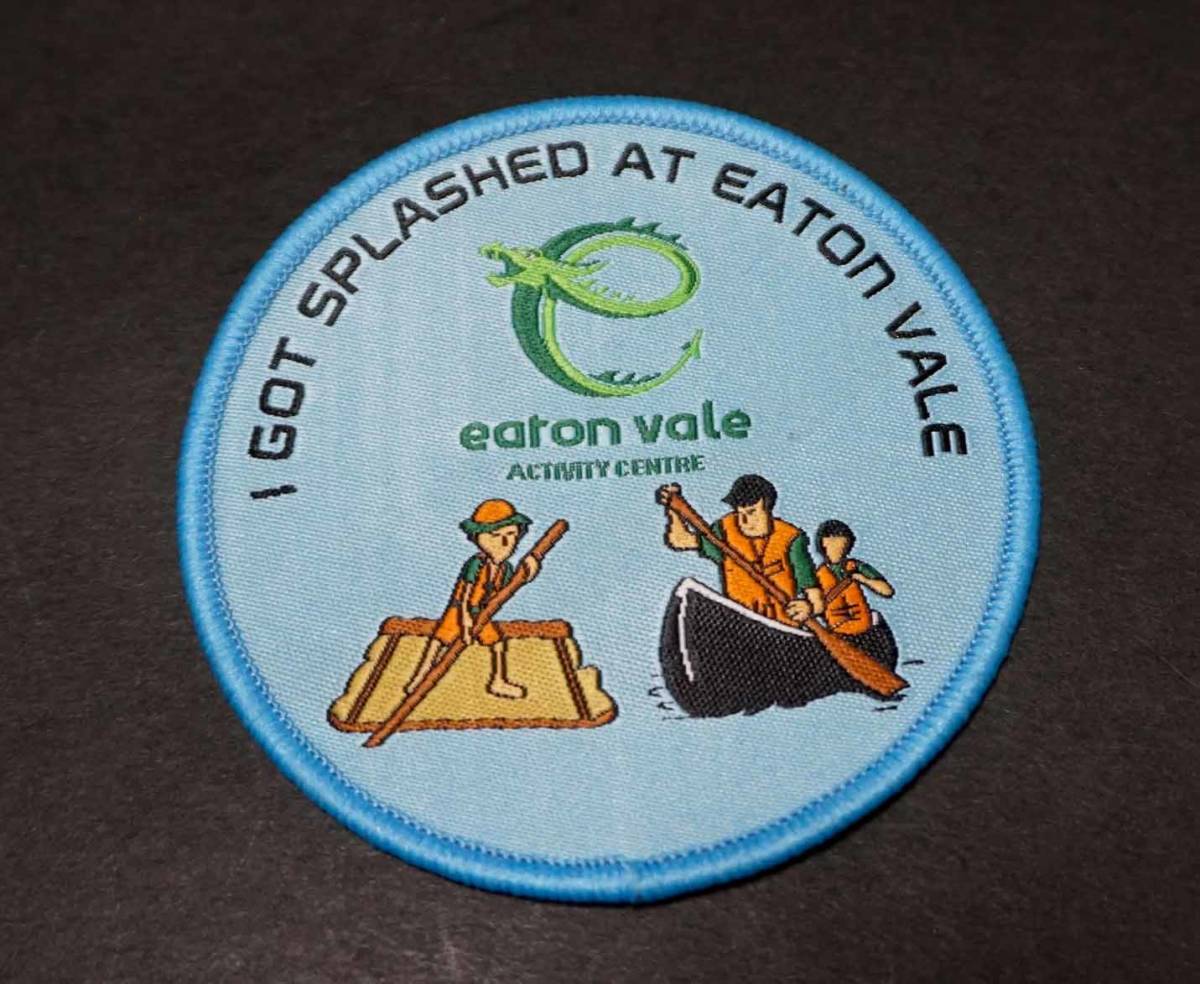 I GOT SPLASHED AT EATON VALE
eaton vale
ACTIVITY CENTRE